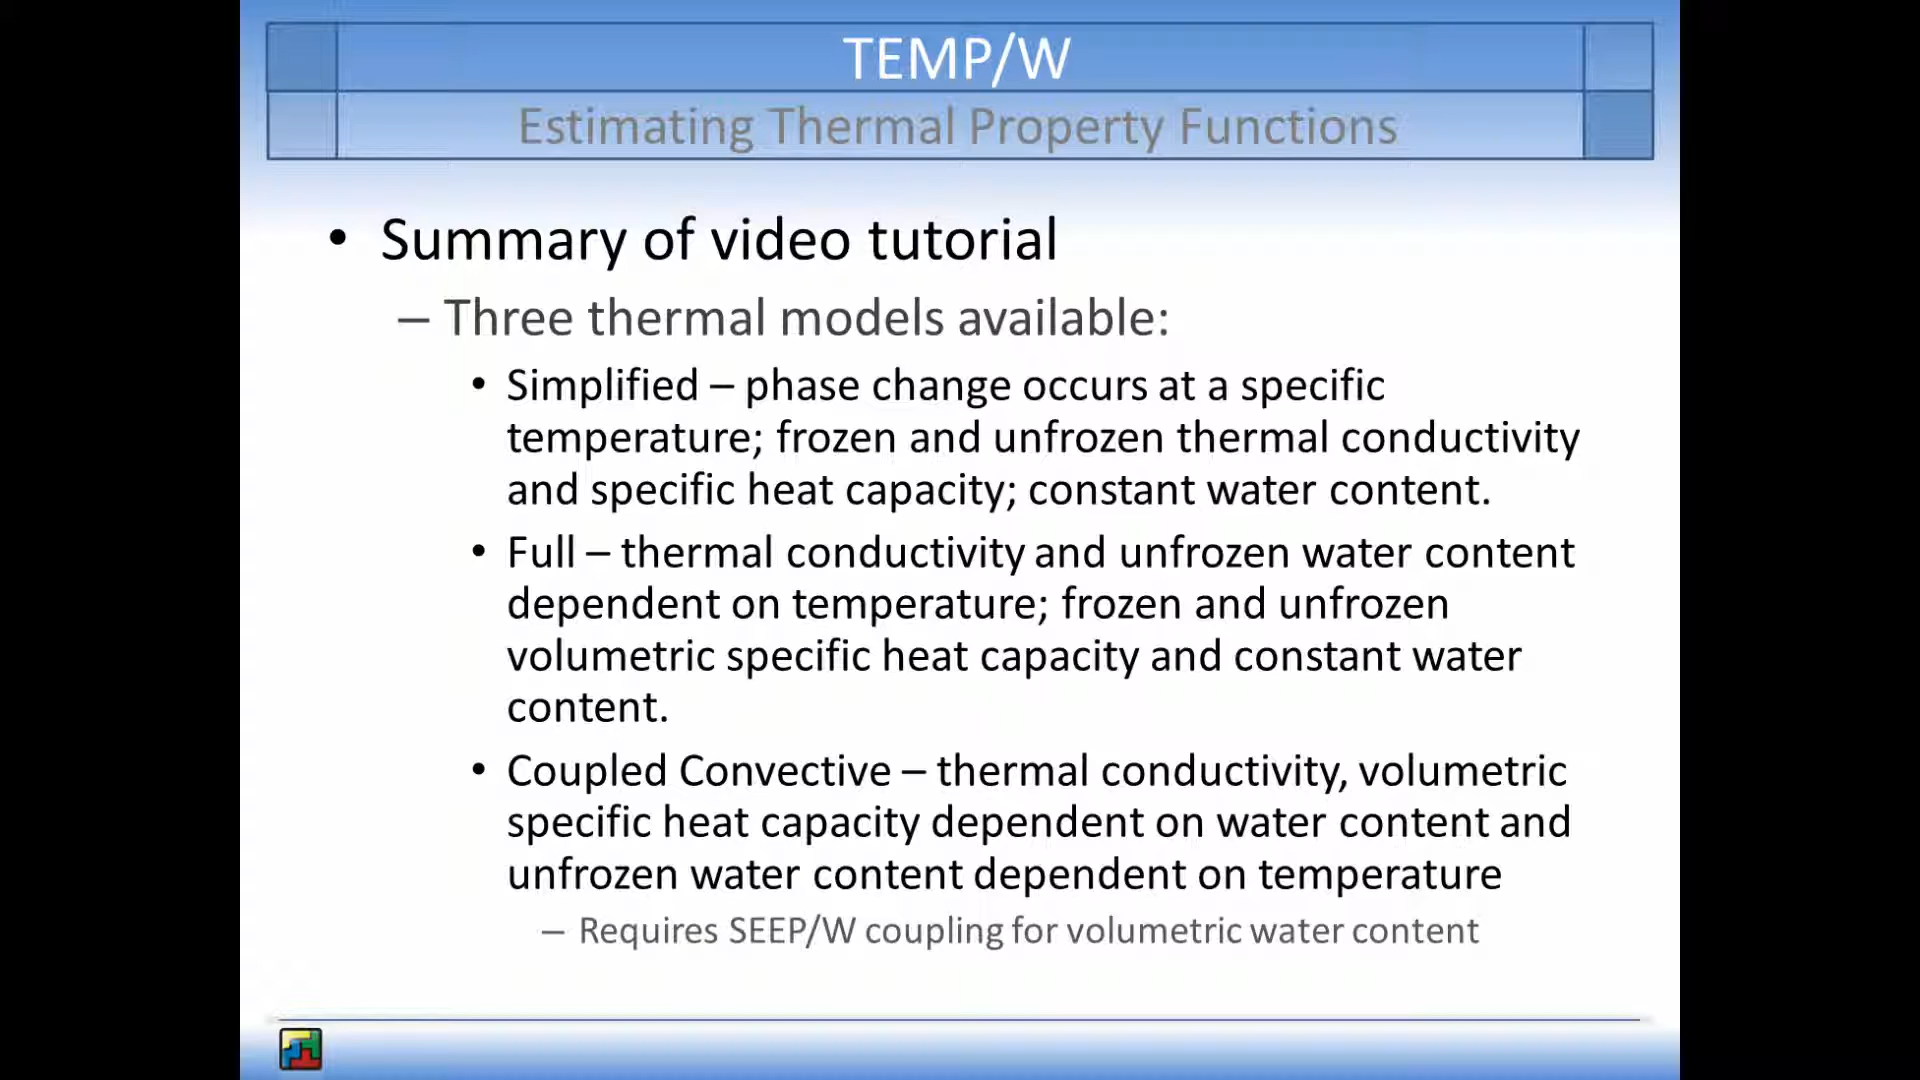 TEMP/W
Estimating Thermal Property Functions
• Summary of video tutorial
– Three thermal models available:
• Simplified – phase change occurs at a specific
temperature; frozen and unfrozen thermal conductivity
and specific heat capacity; constant water content.
• Full – thermal conductivity and unfrozen water content
dependent on temperature; frozen and unfrozen
volumetric specific heat capacity and constant water
content.
• Coupled Convective – thermal conductivity, volumetric
specific heat capacity dependent on water content and
unfrozen water content dependent on temperature
– Requires SEEP/W coupling for volumetric water content